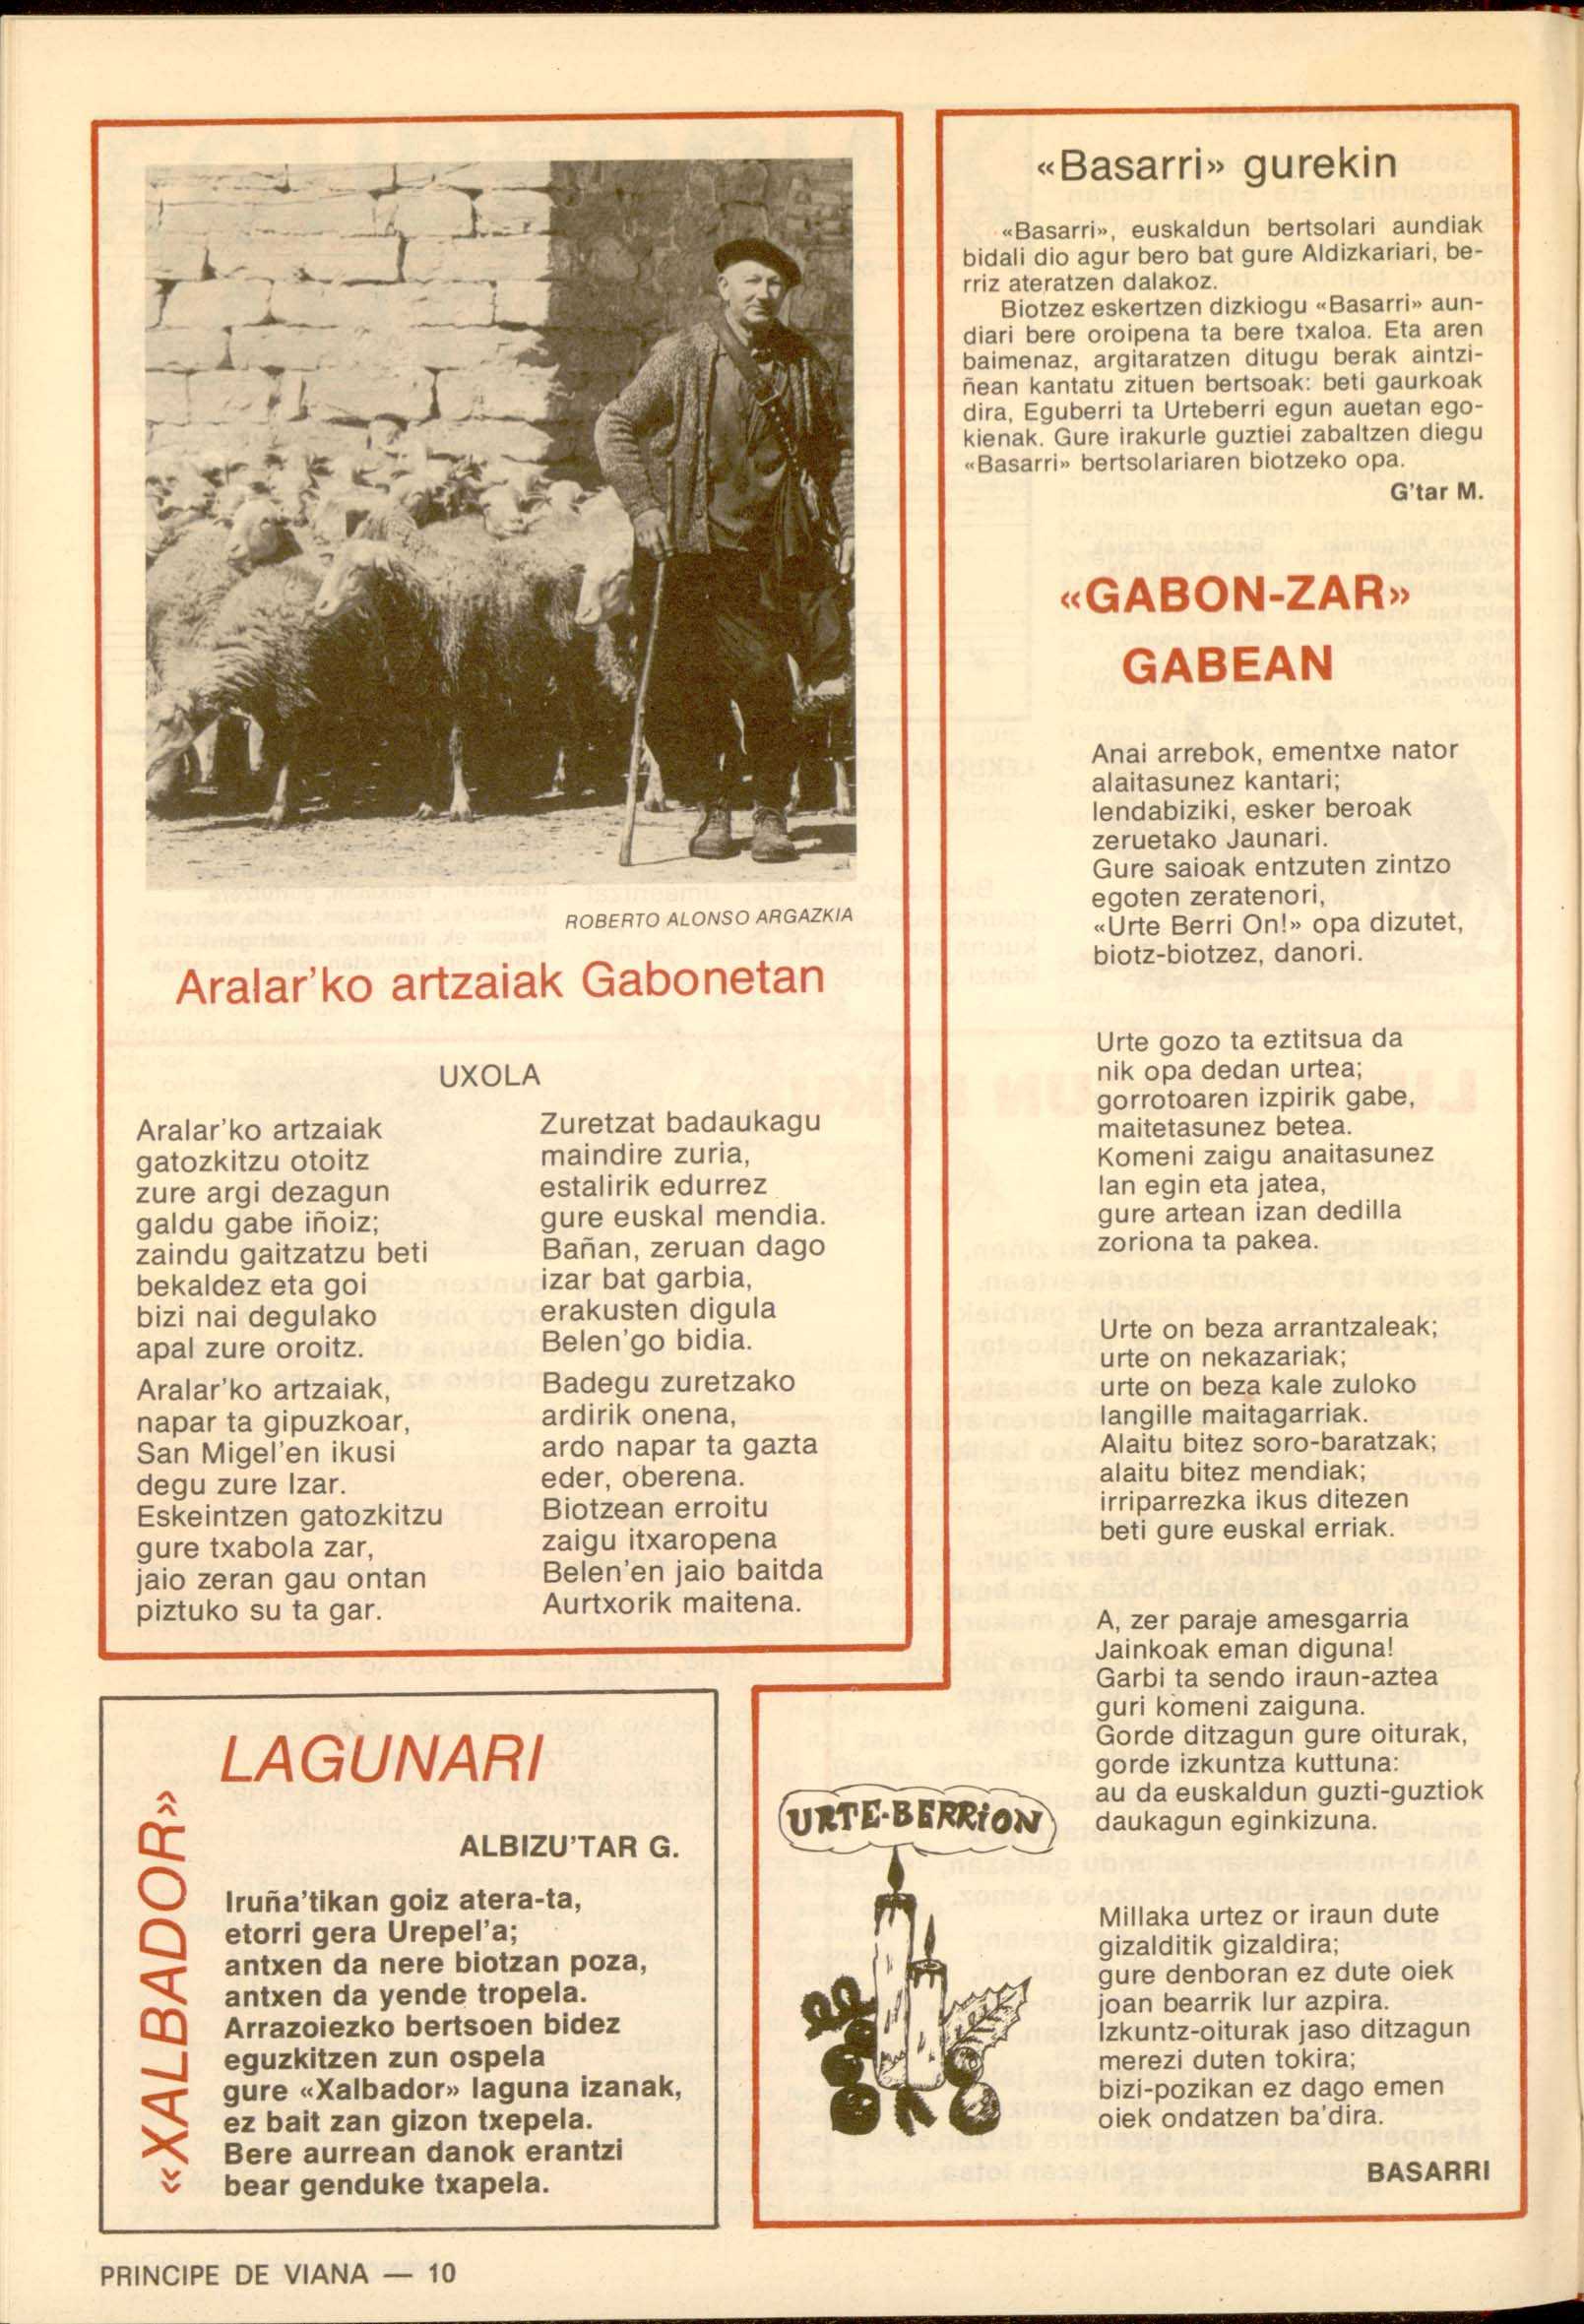 ROBERTO ALONSO ARGAZKIA
Aralar'ko artzaiak Gabonetan
UXOLA
Aralar'ko artzaiak
gatozkitzu otoitz
zure argi dezagun
galdu gabe iñoiz;
zaindu gaitzatzu beti
bekaldez eta goi
bizi nai degulako
apal zure oroitz.
Aralar'ko artzaiak,
napar ta gipuzkoar,
San Migel'en ikusi
degu zure Izar.
Eskeintzen gatozkitzu
gure txabola zar,
jaio zeran gau ontan
piztuko su ta gar.
Zuretzat badaukagu
maindire zuria,
estalirik edurrez
gure euskal mendia.
Bañan, zeruan dago
izar bat garbia,
erakusten digula
Belen'go bidia.
Badegu zuretzako
ardirik onena,
ardo napar ta gazta
eder, oberena.
Biotzean erroitu
zaigu itxaropena
Belen'en jaio baitda
Aurtxorik maitena.
«XALBADOR»
LAGUNARI
ALBIZU'TAR G.
Iruña'tikan goiz atera-ta,
etorri gera Urepel'a;
antxen da nere biotzan poza,
antxen da yende tropela.
Arrazoiezko bertsoen bidez
eguzkitzen zun ospela
gure «Xalbador» laguna izanak,
ez bait zan gizon txepela.
Bere aurrean danok erantzi
bear genduke txapela.
«Basarri» gurekin
«Basarri», euskaldun bertsolari aundiak
bidali dio agur bero bat gure Aldizkariari, be-
rriz ateratzen dalakoz.
Biotzez eskertzen dizkiogu «Basarri» aun-
diari bere oroipena ta bere txaloa. Eta aren
baimenaz, argitaratzen ditugu berak aintzi-
ñean kantatu zituen bertsoak: beti gaurkoak
dira, Eguberri ta Urteberri egun auetan ego-
kienak. Gure irakurle guztiei zabaltzen diegu
«Basarri» bertsolariaren biotzeko opa.
G'tar M.
«GABON-ZAR»
GABEAN
Anai arrebok, ementxe nator
alaitasunez kantari;
lendabiziki, esker beroak
zeruetako Jaunari.
Gure saioak entzuten zintzo
egoten zeratenori,
«Urte Berri On!» opa dizutet,
biotz-biotzez, danori.
Urte gozo ta eztitsua da
nik opa dedan urtea;
gorrotoaren izpirik gabe,
maitetasunez betea.
Komeni zaigu anaitasunez
lan egin eta jatea,
gure artean izan dedilla
zoriona ta pakea.
Urte on beza arrantzaleak;
urte on nekazariak;
urte on beza kale zuloko
langille maitagarriak.
Alaitu bitez soro-baratzak;
alaitu bitez mendiak;
irriparrezka ikus ditezen
beti gure euskal erriak.
A, zer paraje amesgarria
Jainkoak eman diguna!
Garbi ta sendo iraun-aztea
guri komeni zaiguna.
Gorde ditzagun gure oiturak,
gorde izkuntza kuttuna:
au da euskaldun guzti-guztiok
daukagun eginkizuna.
Millaka urtez or iraun dute
gizalditik gizaldira;
gure denboran ez dute oiek
joan bearrik lur azpira.
Izkuntz-oiturak jaso ditzagun
merezi duten tokira;
bizi-pozikan ez dago emen
oiek ondatzen ba'dira.
BASARRI
URTE-BERRiON
PRINCIPE DE VIANA — 10